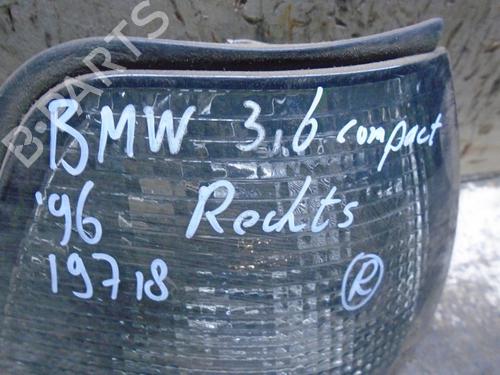 BMW 3,6 compact
'96 Rechts
19718 R
B-PARTS